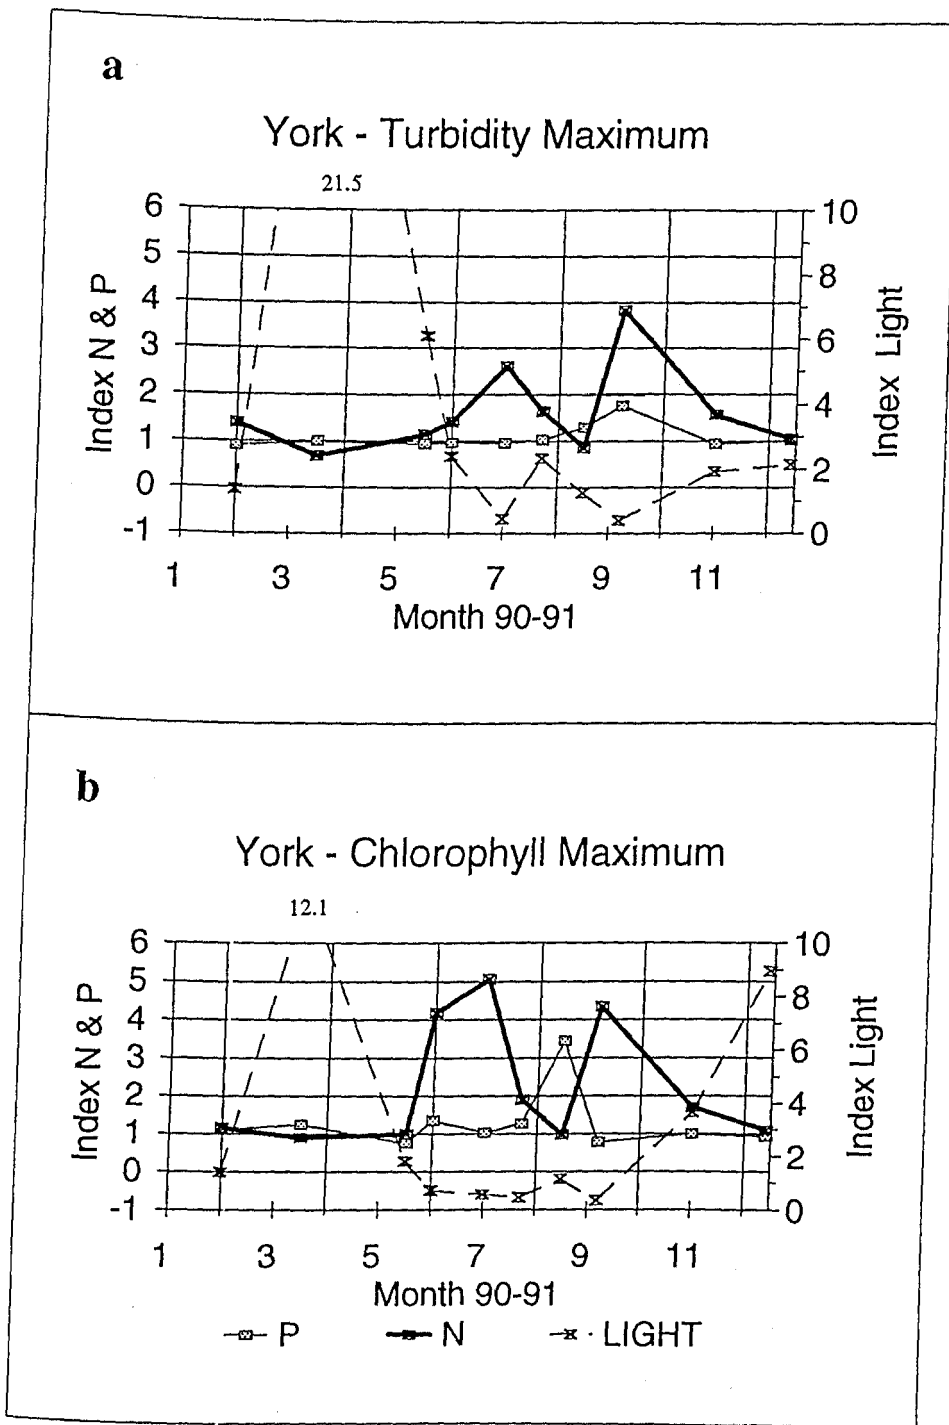 a
York - Turbidity Maximum
21.5
6
5
4
3
2
1
0
-1
Index N & P
10
8
6
4
2
0
Index Light
1 3 5 7 9 11
Month 90-91
b
York - Chlorophyll Maximum
12.1
6
5
4
3
2
1
0
-1
Index N & P
10
8
6
4
2
0
Index Light
1 3 5 7 9 11
Month 90-91
P N LIGHT